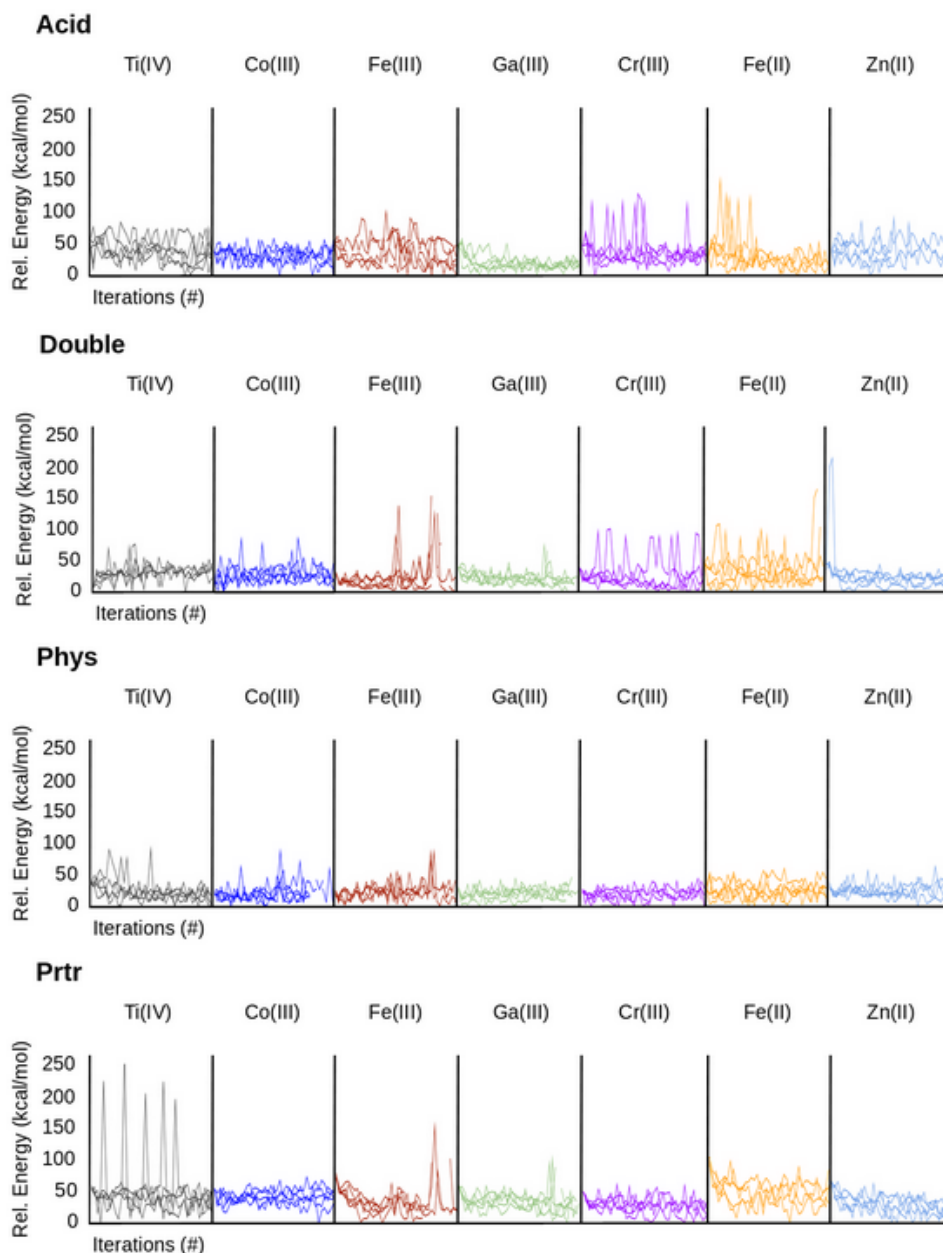 Acid
Ti(IV) Co(III) Fe(III) Ga(III) Cr(III) Fe(II) Zn(II)
Rel. Energy (kcal/mol)
250
200
150
100
50
0
Iterations (#)
Double
Ti(IV) Co(III) Fe(III) Ga(III) Cr(III) Fe(II) Zn(II)
Rel. Energy (kcal/mol)
250
200
150
100
50
0
Iterations (#)
Phys
Ti(IV) Co(III) Fe(III) Ga(III) Cr(III) Fe(II) Zn(II)
Rel. Energy (kcal/mol)
250
200
150
100
50
0
Iterations (#)
Prtr
Ti(IV) Co(III) Fe(III) Ga(III) Cr(III) Fe(II) Zn(II)
Rel. Energy (kcal/mol)
250
200
150
100
50
0
Iterations (#)